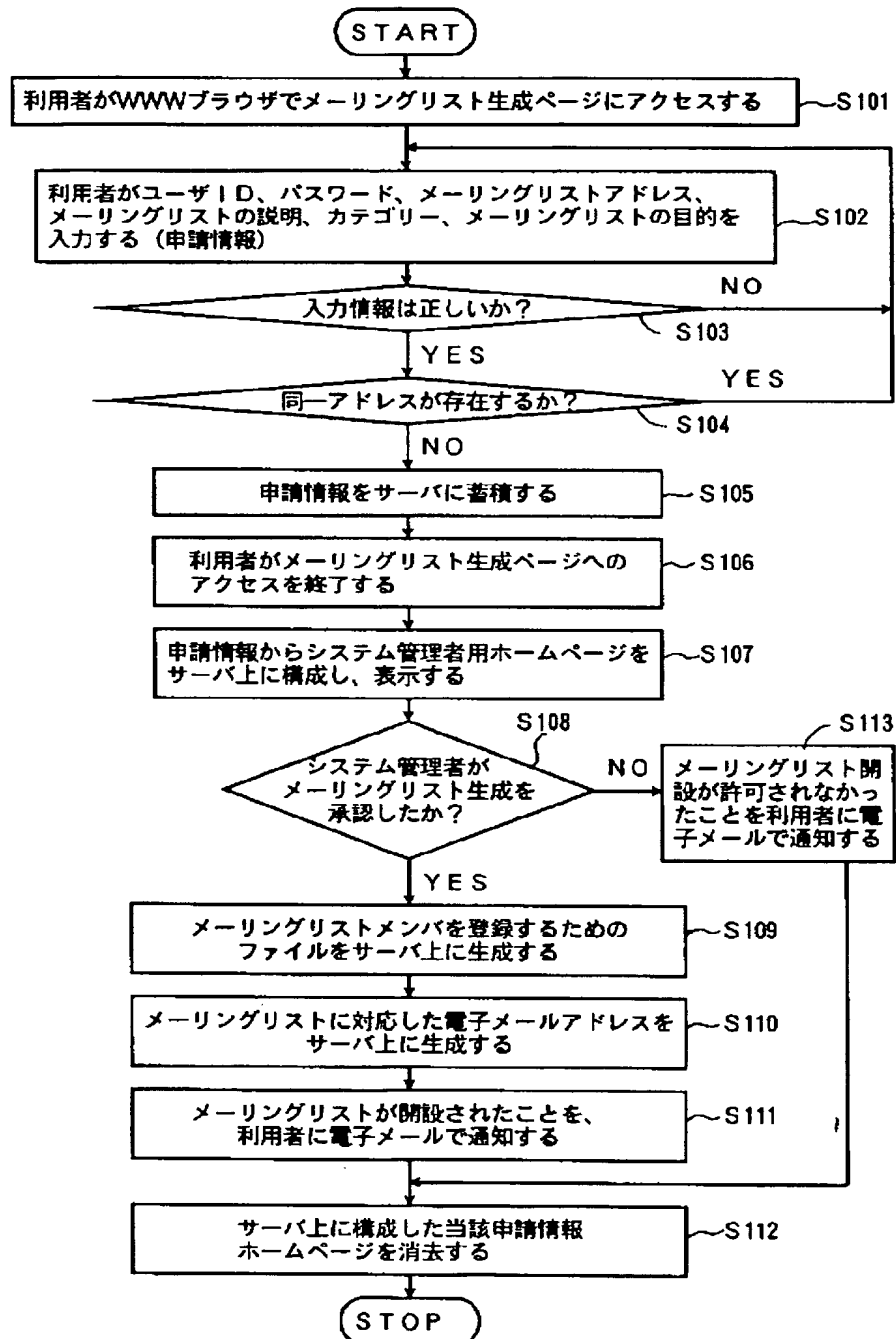 START
利用者がWWWブラウザでメーリングリスト生成ページにアクセスする
S101
利用者がユーザID、パスワード、メーリングリストアドレス、
メーリングリストの説明、カテゴリー、メーリングリストの目的を
入力する（申請情報）
S102
入力情報は正しいか？
NO
S103
YES
同一アドレスが存在するか？
YES
S104
NO
申請情報をサーバに蓄積する
S105
利用者がメーリングリスト生成ページへの
アクセスを終了する
S106
申請情報からシステム管理者用ホームページを
サーバ上に構成し、表示する
S107
S108
システム管理者が
メーリングリスト生成を
承認したか？
NO
S113
メーリングリスト開
設が許可されなかっ
たことを利用者に電
子メールで通知する
YES
メーリングリストメンバを登録するための
ファイルをサーバ上に生成する
S109
メーリングリストに対応した電子メールアドレスを
サーバ上に生成する
S110
メーリングリストが開設されたことを、
利用者に電子メールで通知する
S111
サーバ上に構成した当該申請情報
ホームページを消去する
S112
STOP